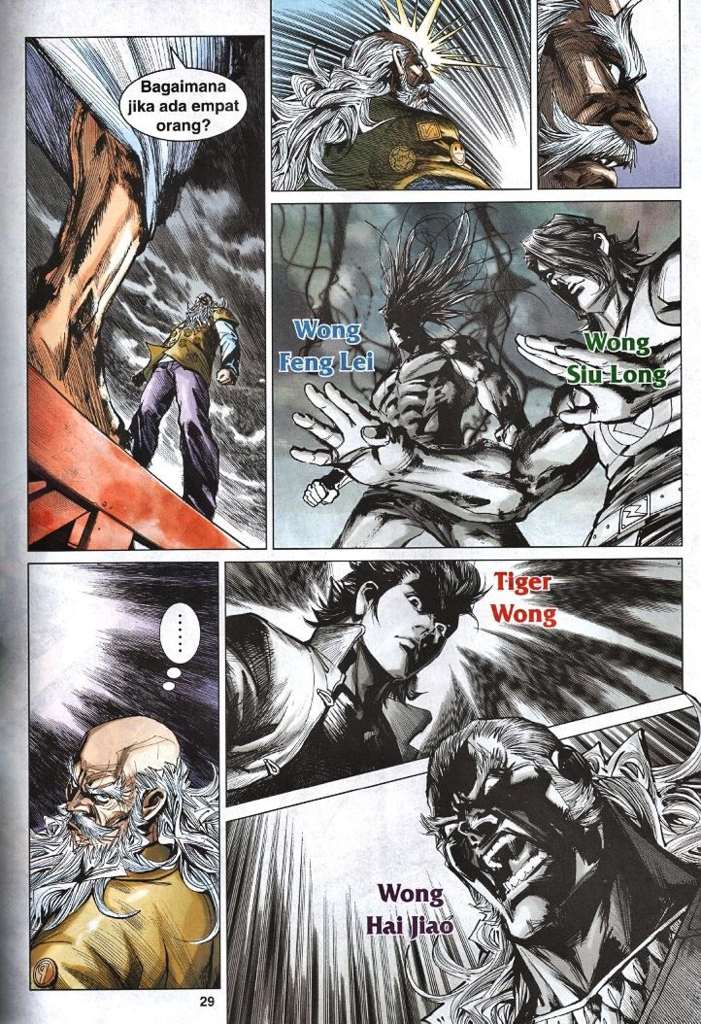 Bagaimana
jika ada empat
orang?
Wong
Feng Lei
Wong
Siu Long
......
Tiger
Wong
Wong
Hai Jiao
29